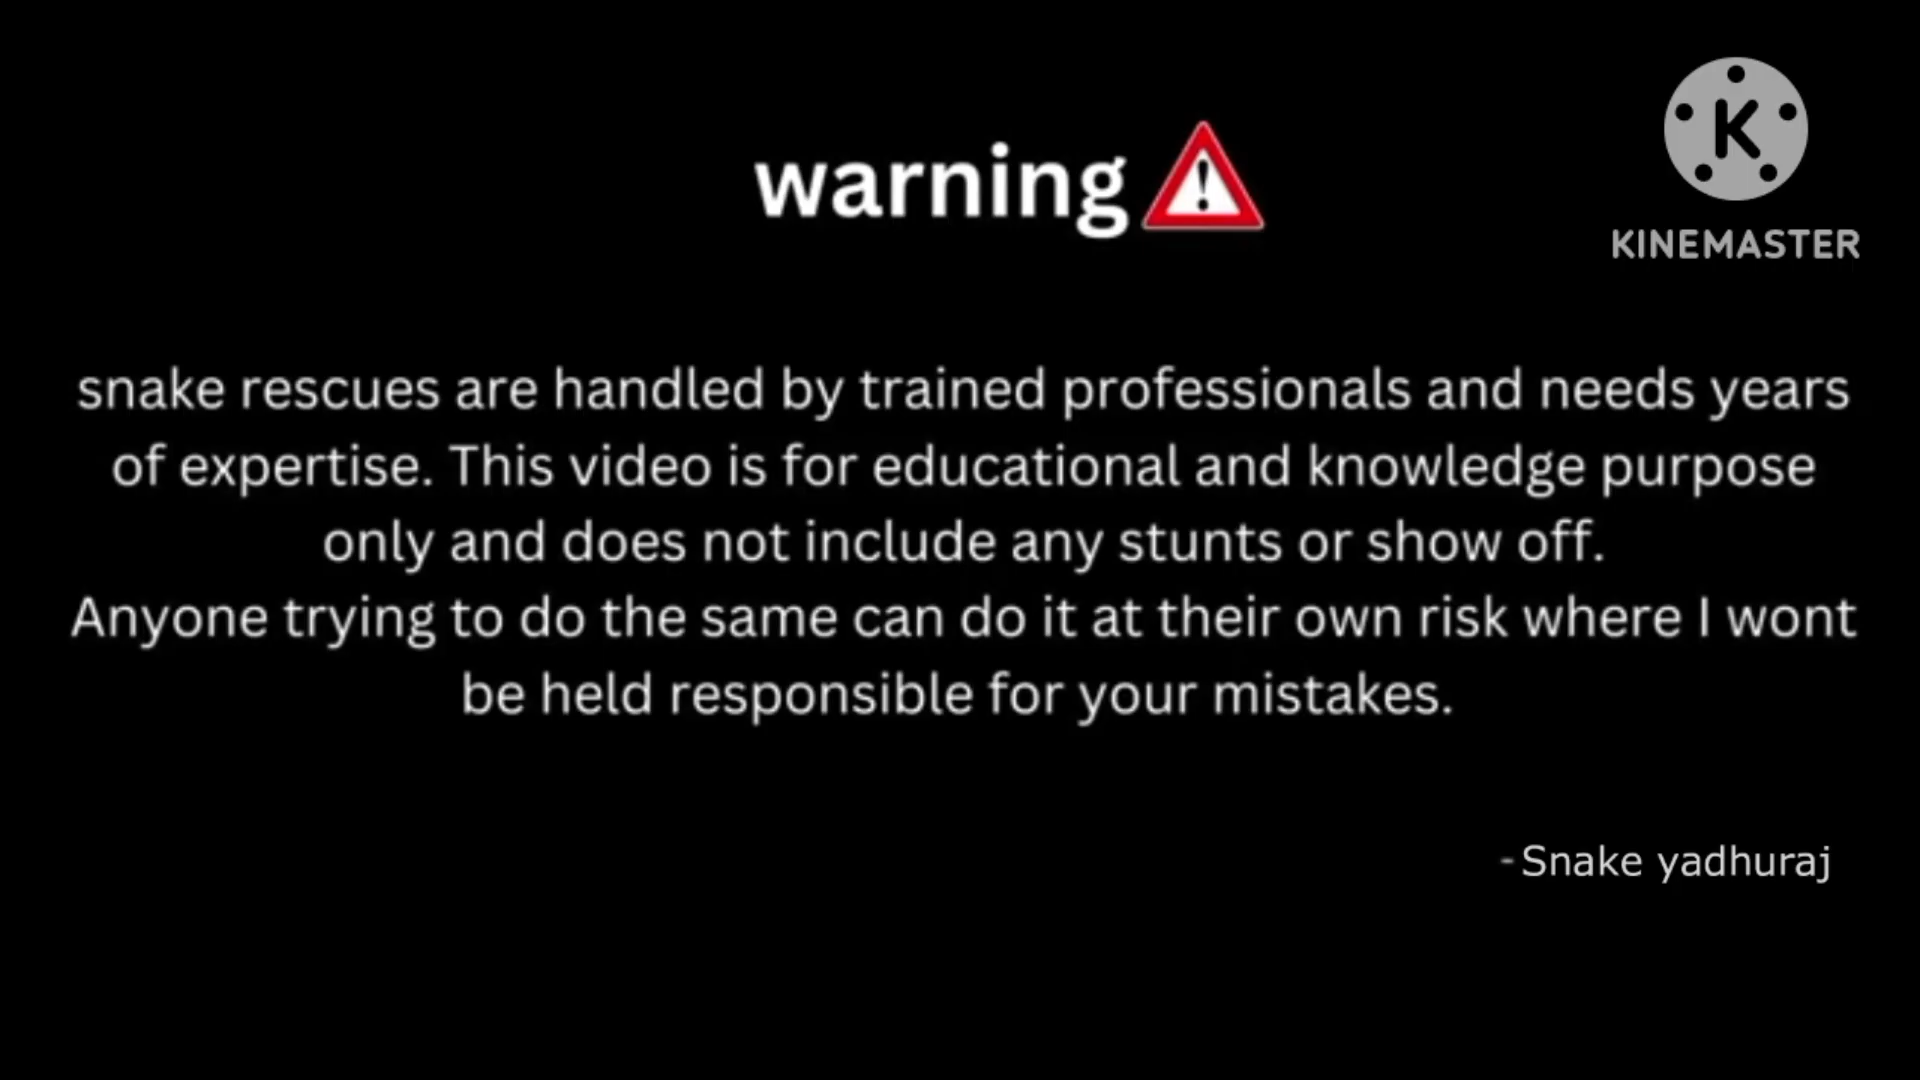 warning
K
KINEMASTER
snake rescues are handled by trained professionals and needs years
of expertise. This video is for educational and knowledge purpose
only and does not include any stunts or show off.
Anyone trying to do the same can do it at their own risk where I wont
be held responsible for your mistakes.
-Snake yadhuraj